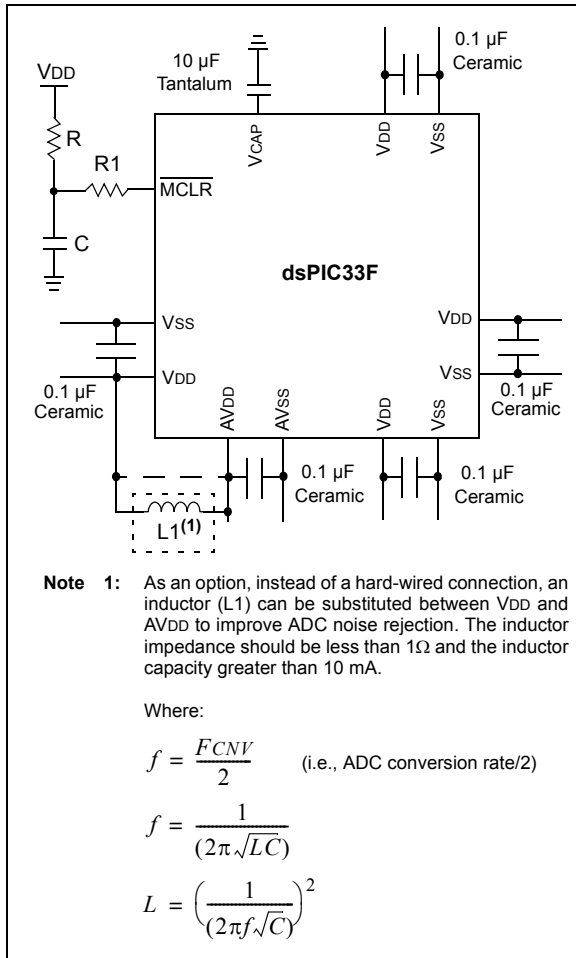 0.1 µF
Ceramic
10 µF
Tantalum
VDD
R
R1
C
VCAP
VDD
VSS
MCLR
dsPIC33F
VSS
VDD
0.1 µF
Ceramic
VDD
VSS
0.1 µF
Ceramic
AVDD
AVSS
VDD
VSS
0.1 µF
Ceramic
0.1 µF
Ceramic
L1(1)
Note 1: As an option, instead of a hard-wired connection, an
inductor (L1) can be substituted between VDD and
AVDD to improve ADC noise rejection. The inductor
impedance should be less than 1Ω and the inductor
capacity greater than 10 mA.
Where:
f = FCNV / 2 (i.e., ADC conversion rate/2)
f = 1 / (2π√LC)
L = (1 / (2πf√C))²